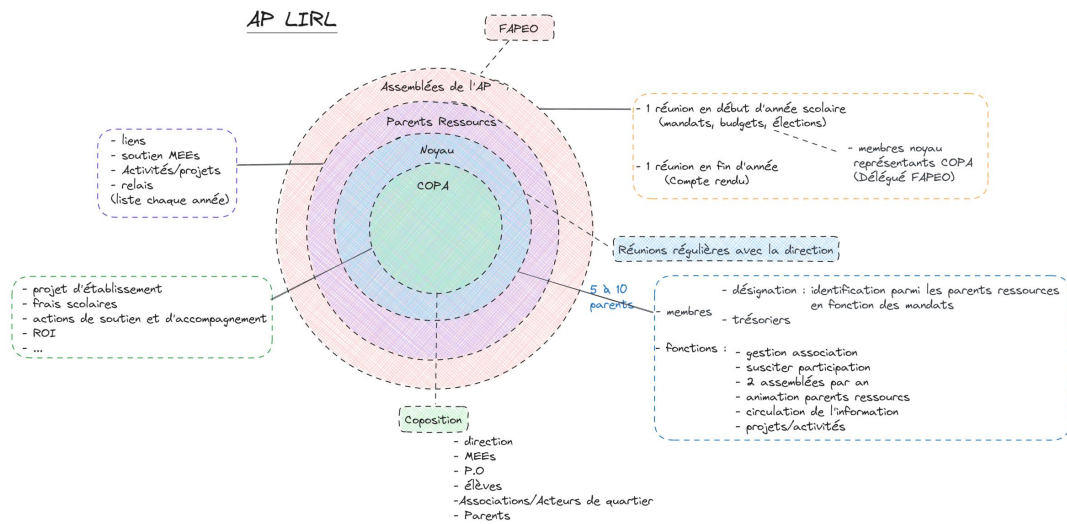 AP LIRL
FAPEO
Assemblées de l'AP
Parents Ressourcs
Noyau
COPA
- liens
- soutien MEEs
- Activités/projets
- relais
(liste chaque année)
- 1 réunion en début d'année scolaire
(mandats, budgets, élections)
- membres noyau
représentants COPA
(Délégué FAPEO)
- 1 réunion en fin d'année
(Compte rendu)
Réunions régulières avec la direction
- projet d'établissement
- frais scolaires
- actions de soutien et d'accompagnement
- ROI
- ...
5 à 10
parents
- membres
- désignation : identification parmi les parents ressources
en fonction des mandats
- trésoriers
- fonctions :
- gestion association
- susciter participation
- 2 assemblées par an
- animation parents ressourcs
- circulation de l'information
- projets/activités
Coposition
- direction
- MEEs
- P.O
- élèves
-Associations/Acteurs de quartier
- Parents